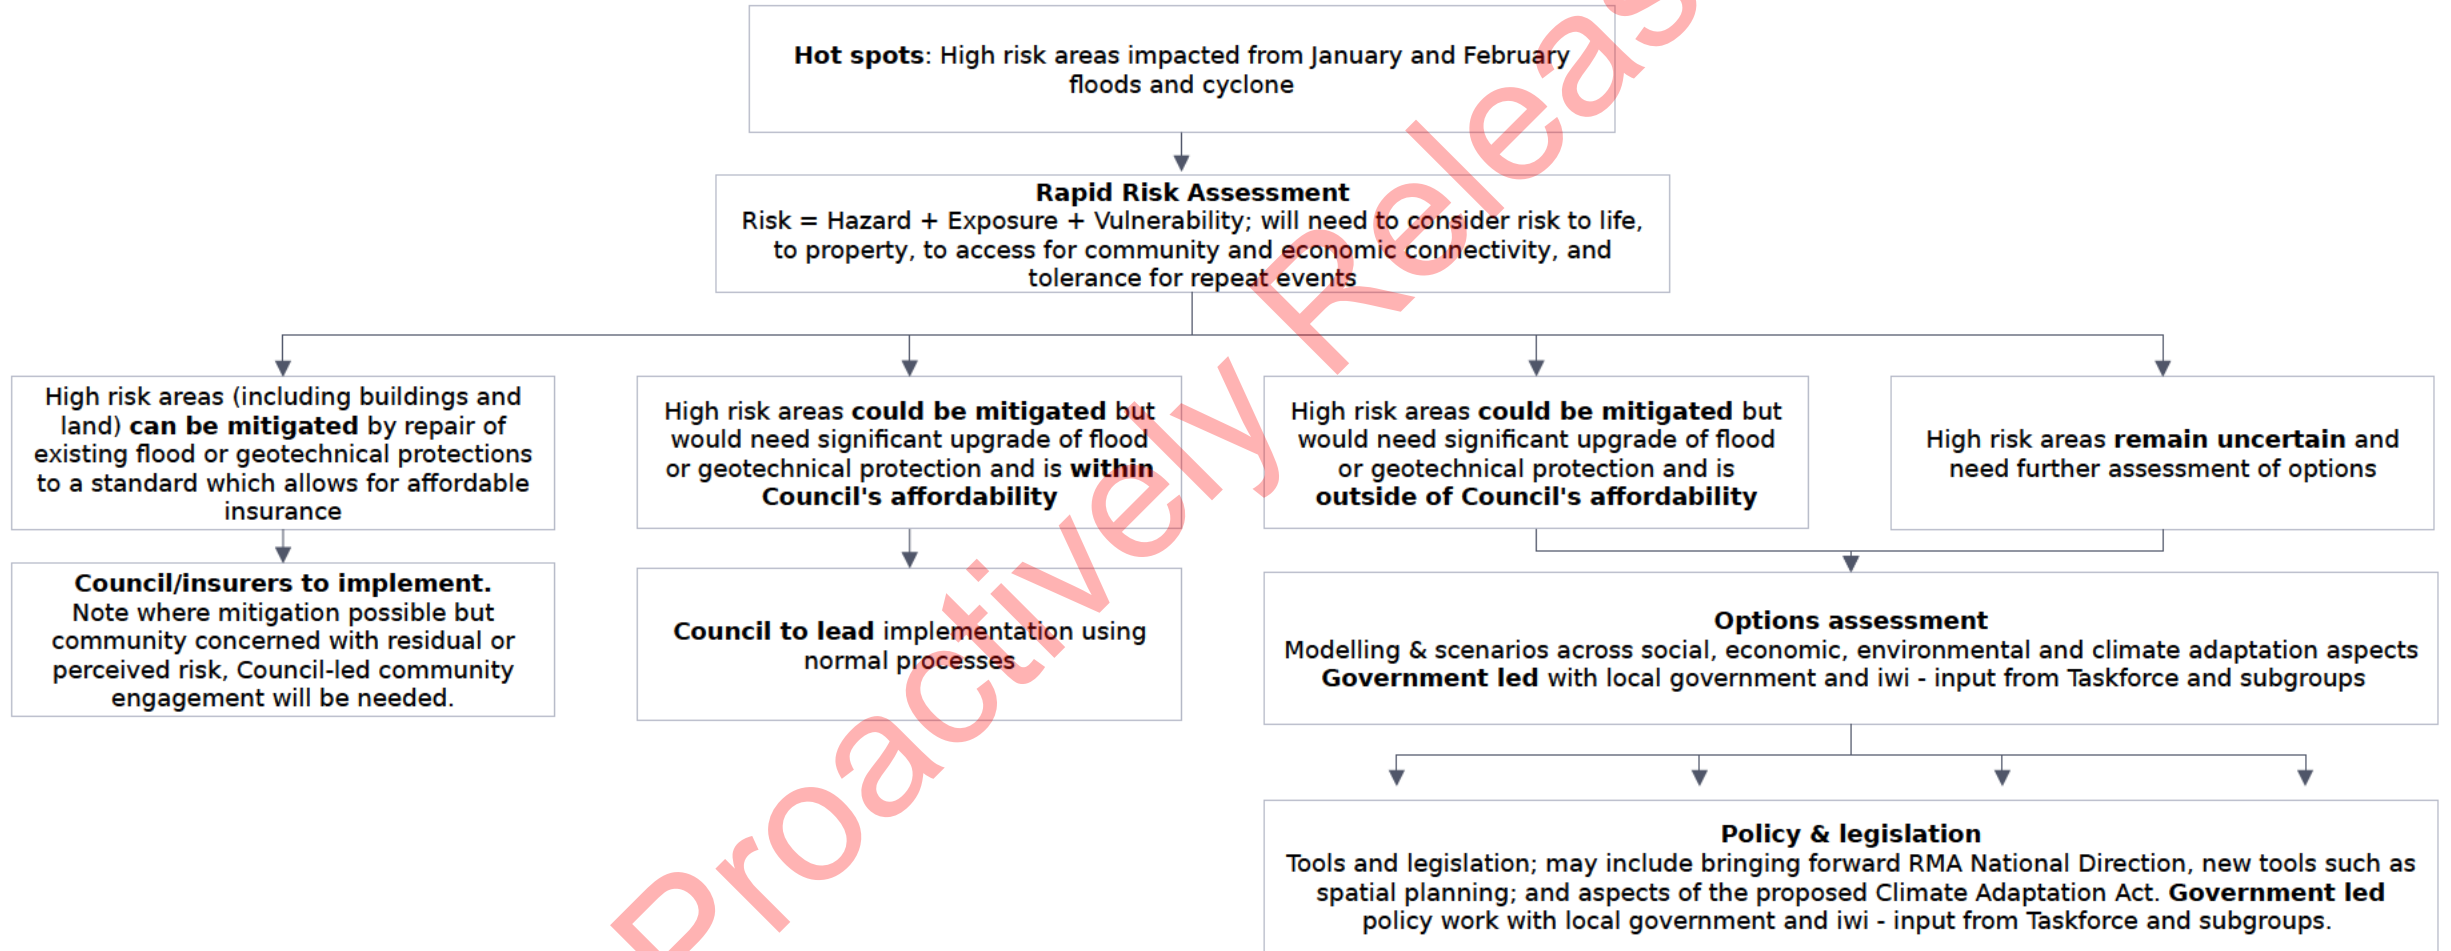 Hot spots: High risk areas impacted from January and February
floods and cyclone
Rapid Risk Assessment
Risk = Hazard + Exposure + Vulnerability; will need to consider risk to life,
to property, to access for community and economic connectivity, and
tolerance for repeat events
High risk areas (including buildings and
land) can be mitigated by repair of
existing flood or geotechnical protections
to a standard which allows for affordable
insurance
High risk areas could be mitigated but
would need significant upgrade of flood
or geotechnical protection and is within
Council's affordability
High risk areas could be mitigated but
would need significant upgrade of flood
or geotechnical protection and is
outside of Council's affordability
High risk areas remain uncertain and
need further assessment of options
Council/insurers to implement.
Note where mitigation possible but
community concerned with residual or
perceived risk, Council-led community
engagement will be needed.
Council to lead implementation using
normal processes
Options assessment
Modelling & scenarios across social, economic, environmental and climate adaptation aspects
Government led with local government and iwi - input from Taskforce and subgroups
Policy & legislation
Tools and legislation; may include bringing forward RMA National Direction, new tools such as
spatial planning; and aspects of the proposed Climate Adaptation Act. Government led
policy work with local government and iwi - input from Taskforce and subgroups.
Proactively Releas